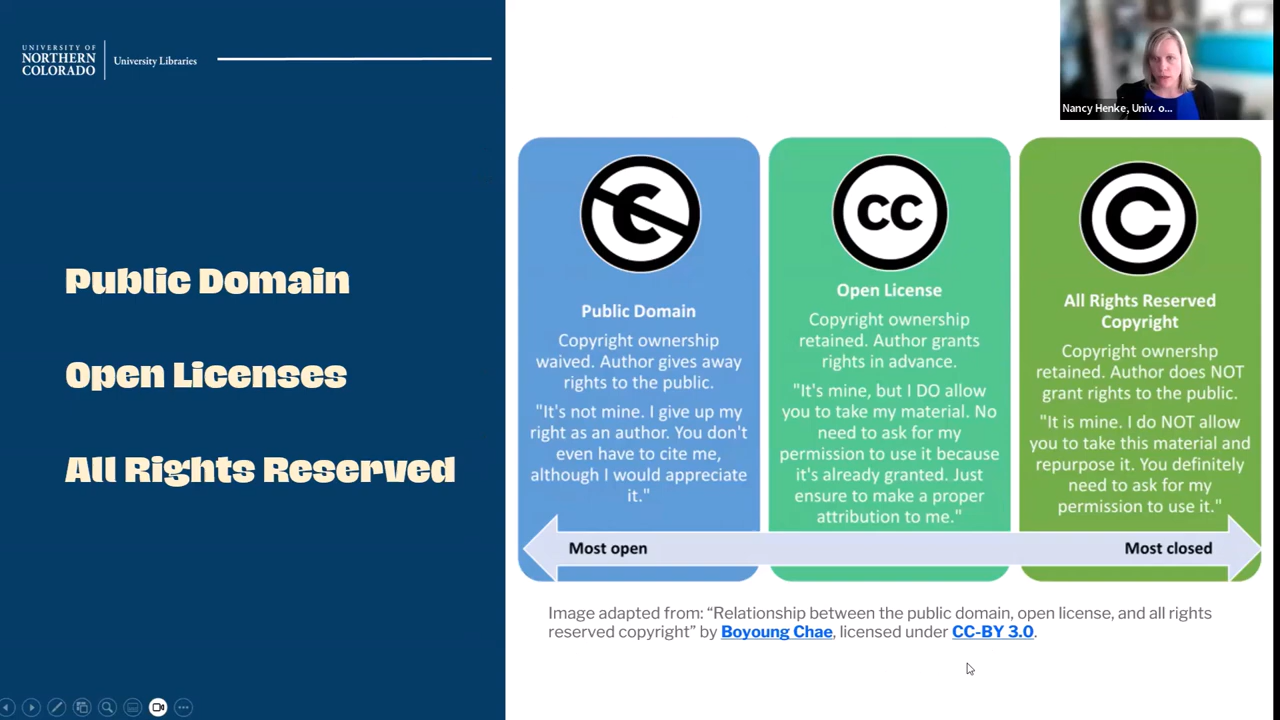 UNIVERSITY OF
NORTHERN
COLORADO
University Libraries
Nancy Henke, Univ. o...
Public Domain
Open Licenses
All Rights Reserved
Public Domain
Copyright ownership
waived. Author gives away
rights to the public.
"It's not mine. I give up my
right as an author. You don't
even have to cite me,
although I would appreciate
it."
CC
Open License
Copyright ownership
retained. Author grants
rights in advance.
"It's mine, but I DO allow
you to take my material. No
need to ask for my
permission to use it because
it's already granted. Just
ensure to make a proper
attribution to me."
All Rights Reserved
Copyright
Copyright ownershp
retained. Author does NOT
grant rights to the public.
"It is mine. I do NOT allow
you to take this material and
repurpose it. You definitely
need to ask for my
permission to use it."
Most open
Most closed
Image adapted from: “Relationship between the public domain, open license, and all rights
reserved copyright” by Boyoung Chae, licensed under CC-BY 3.0.